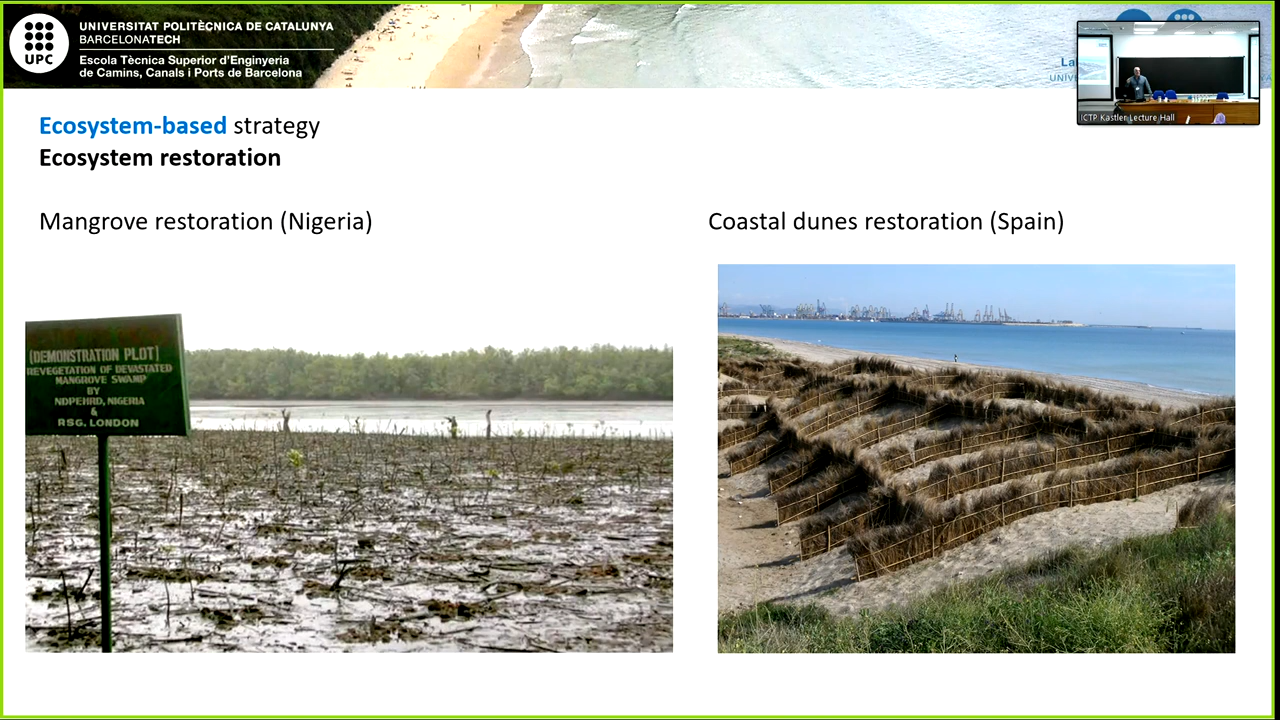 UPC
UNIVERSITAT POLITÈCNICA DE CATALUNYA
BARCELONATECH
Escola Tècnica Superior d'Enginyeria
de Camins, Canals i Ports de Barcelona
ICTP Kastler Lecture Hall
Ecosystem-based strategy
Ecosystem restoration
Mangrove restoration (Nigeria)
Coastal dunes restoration (Spain)
(DEMONSTRATION PLOT)
REVEGETATION OF DEVASTATED
MANGROVE SWAMP
BY
NDPEHRD, NIGERIA
&
RSG, LONDON